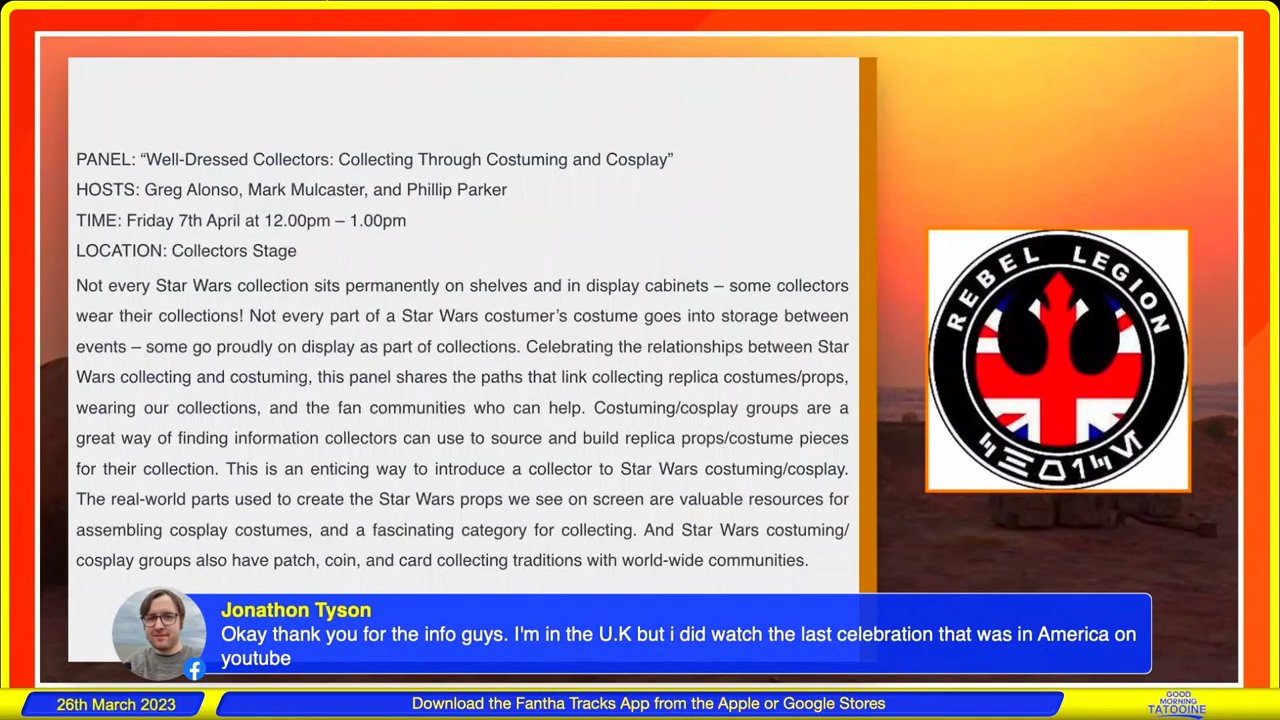 PANEL: “Well-Dressed Collectors: Collecting Through Costuming and Cosplay”
HOSTS: Greg Alonso, Mark Mulcaster, and Phillip Parker
TIME: Friday 7th April at 12.00pm – 1.00pm
LOCATION: Collectors Stage
Not every Star Wars collection sits permanently on shelves and in display cabinets – some collectors
wear their collections! Not every part of a Star Wars costumer’s costume goes into storage between
events – some go proudly on display as part of collections. Celebrating the relationships between Star
Wars collecting and costuming, this panel shares the paths that link collecting replica costumes/props,
wearing our collections, and the fan communities who can help. Costuming/cosplay groups are a
great way of finding information collectors can use to source and build replica props/costume pieces
for their collection. This is an enticing way to introduce a collector to Star Wars costuming/cosplay.
The real-world parts used to create the Star Wars props we see on screen are valuable resources for
assembling cosplay costumes, and a fascinating category for collecting. And Star Wars costuming/
cosplay groups also have patch, coin, and card collecting traditions with world-wide communities.
REBEL LEGION
Jonathon Tyson
Okay thank you for the info guys. I'm in the U.K but i did watch the last celebration that was in America on
youtube
26th March 2023
Download the Fantha Tracks App from the Apple or Google Stores
GOOD
MORNING
TATOOINE